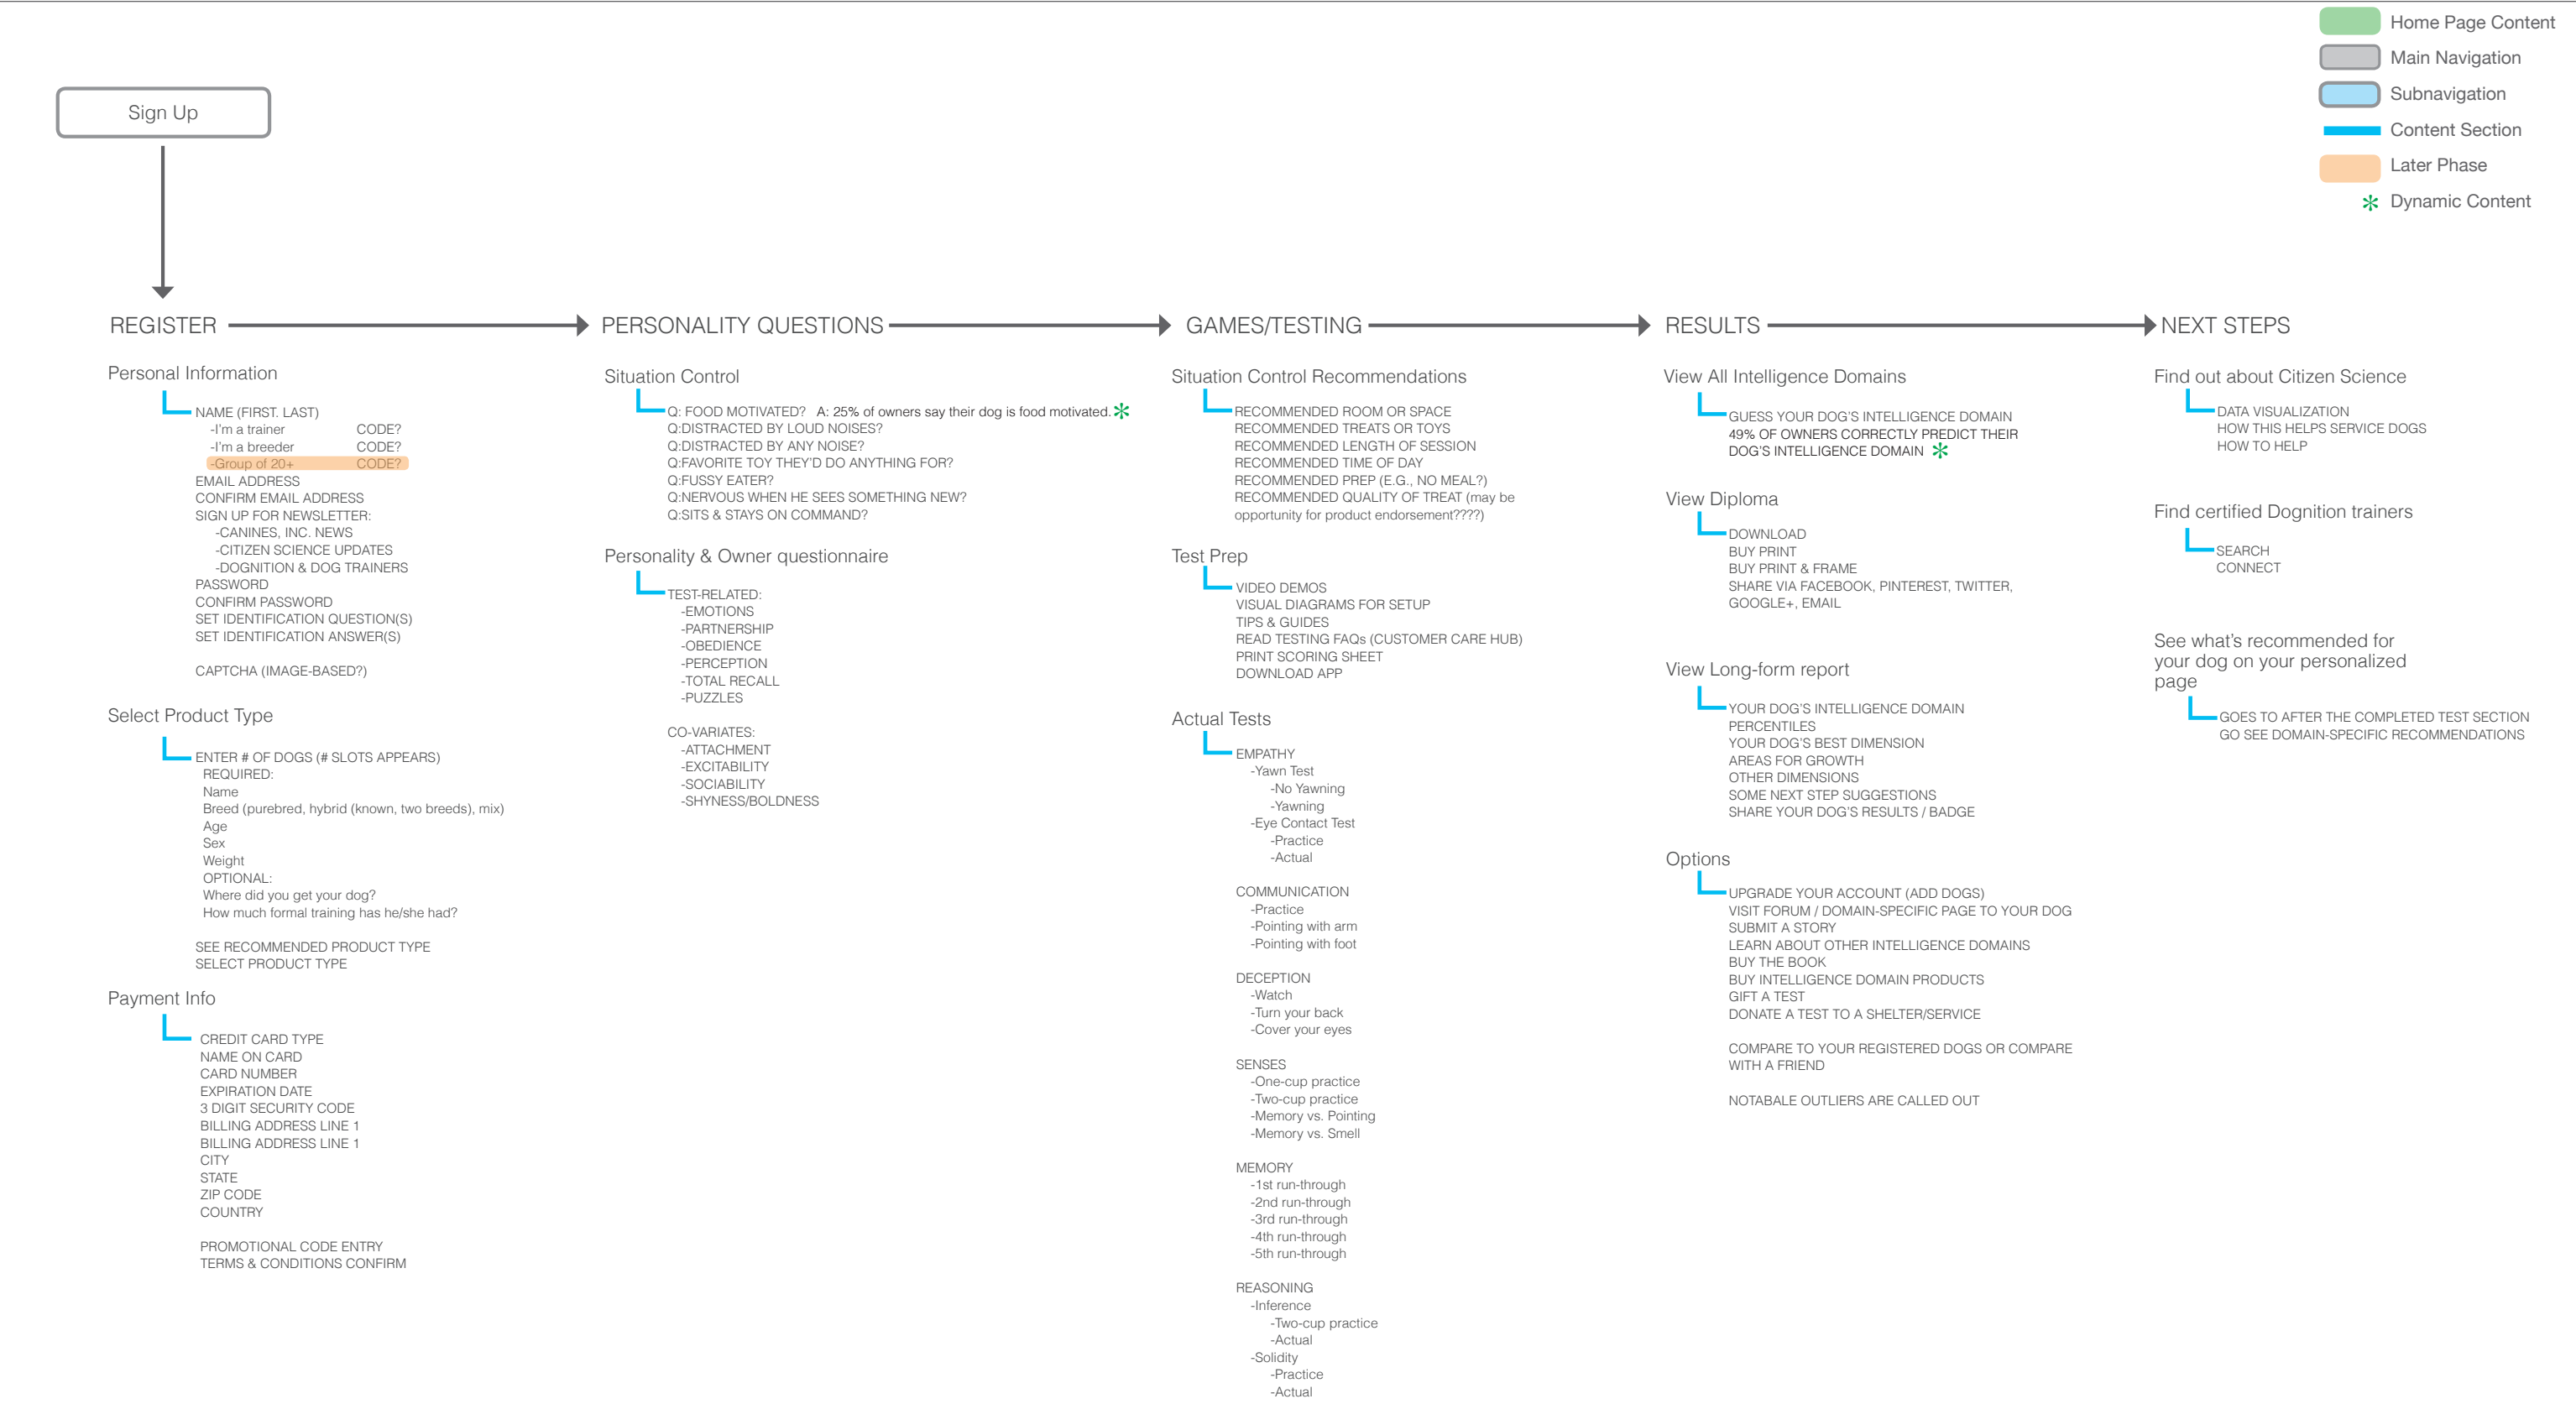 Home Page Content
Main Navigation
Subnavigation
Content Section
Later Phase
Dynamic Content
Sign Up
REGISTER
Personal Information
NAME (FIRST. LAST)
-I'm a trainer CODE?
-I'm a breeder CODE?
-Group of 20+ CODE?
EMAIL ADDRESS
CONFIRM EMAIL ADDRESS
SIGN UP FOR NEWSLETTER:
-CANINES, INC. NEWS
-CITIZEN SCIENCE UPDATES
-DOGNITION & DOG TRAINERS
PASSWORD
CONFIRM PASSWORD
SET IDENTIFICATION QUESTION(S)
SET IDENTIFICATION ANSWER(S)
CAPTCHA (IMAGE-BASED?)
Select Product Type
ENTER # OF DOGS (# SLOTS APPEARS)
REQUIRED:
Name
Breed (purebred, hybrid (known, two breeds), mix)
Age
Sex
Weight
OPTIONAL:
Where did you get your dog?
How much formal training has he/she had?
SEE RECOMMENDED PRODUCT TYPE
SELECT PRODUCT TYPE
Payment Info
CREDIT CARD TYPE
NAME ON CARD
CARD NUMBER
EXPIRATION DATE
3 DIGIT SECURITY CODE
BILLING ADDRESS LINE 1
BILLING ADDRESS LINE 1
CITY
STATE
ZIP CODE
COUNTRY
PROMOTIONAL CODE ENTRY
TERMS & CONDITIONS CONFIRM
PERSONALITY QUESTIONS
Situation Control
Q: FOOD MOTIVATED? A: 25% of owners say their dog is food motivated.
Q:DISTRACTED BY LOUD NOISES?
Q:DISTRACTED BY ANY NOISE?
Q:FAVORITE TOY THEY'D DO ANYTHING FOR?
Q:FUSSY EATER?
Q:NERVOUS WHEN HE SEES SOMETHING NEW?
Q:SITS & STAYS ON COMMAND?
Personality & Owner questionnaire
TEST-RELATED:
-EMOTIONS
-PARTNERSHIP
-OBEDIENCE
-PERCEPTION
-TOTAL RECALL
-PUZZLES
CO-VARIATES:
-ATTACHMENT
-EXCITABILITY
-SOCIABILITY
-SHYNESS/BOLDNESS
GAMES/TESTING
Situation Control Recommendations
RECOMMENDED ROOM OR SPACE
RECOMMENDED TREATS OR TOYS
RECOMMENDED LENGTH OF SESSION
RECOMMENDED TIME OF DAY
RECOMMENDED PREP (E.G., NO MEAL?)
RECOMMENDED QUALITY OF TREAT (may be
opportunity for product endorsement????)
Test Prep
VIDEO DEMOS
VISUAL DIAGRAMS FOR SETUP
TIPS & GUIDES
READ TESTING FAQs (CUSTOMER CARE HUB)
PRINT SCORING SHEET
DOWNLOAD APP
Actual Tests
EMPATHY
-Yawn Test
-No Yawning
-Yawning
-Eye Contact Test
-Practice
-Actual
COMMUNICATION
-Practice
-Pointing with arm
-Pointing with foot
DECEPTION
-Watch
-Turn your back
-Cover your eyes
SENSES
-One-cup practice
-Two-cup practice
-Memory vs. Pointing
-Memory vs. Smell
MEMORY
-1st run-through
-2nd run-through
-3rd run-through
-4th run-through
-5th run-through
REASONING
-Inference
-Two-cup practice
-Actual
-Solidity
-Practice
-Actual
RESULTS
View All Intelligence Domains
GUESS YOUR DOG'S INTELLIGENCE DOMAIN
49% OF OWNERS CORRECTLY PREDICT THEIR
DOG'S INTELLIGENCE DOMAIN
View Diploma
DOWNLOAD
BUY PRINT
BUY PRINT & FRAME
SHARE VIA FACEBOOK, PINTEREST, TWITTER,
GOOGLE+, EMAIL
View Long-form report
YOUR DOG'S INTELLIGENCE DOMAIN
PERCENTILES
YOUR DOG'S BEST DIMENSION
AREAS FOR GROWTH
OTHER DIMENSIONS
SOME NEXT STEP SUGGESTIONS
SHARE YOUR DOG'S RESULTS / BADGE
Options
UPGRADE YOUR ACCOUNT (ADD DOGS)
VISIT FORUM / DOMAIN-SPECIFIC PAGE TO YOUR DOG
SUBMIT A STORY
LEARN ABOUT OTHER INTELLIGENCE DOMAINS
BUY THE BOOK
BUY INTELLIGENCE DOMAIN PRODUCTS
GIFT A TEST
DONATE A TEST TO A SHELTER/SERVICE
COMPARE TO YOUR REGISTERED DOGS OR COMPARE
WITH A FRIEND
NOTABALE OUTLIERS ARE CALLED OUT
NEXT STEPS
Find out about Citizen Science
DATA VISUALIZATION
HOW THIS HELPS SERVICE DOGS
HOW TO HELP
Find certified Dognition trainers
SEARCH
CONNECT
See what's recommended for
your dog on your personalized
page
GOES TO AFTER THE COMPLETED TEST SECTION
GO SEE DOMAIN-SPECIFIC RECOMMENDATIONS